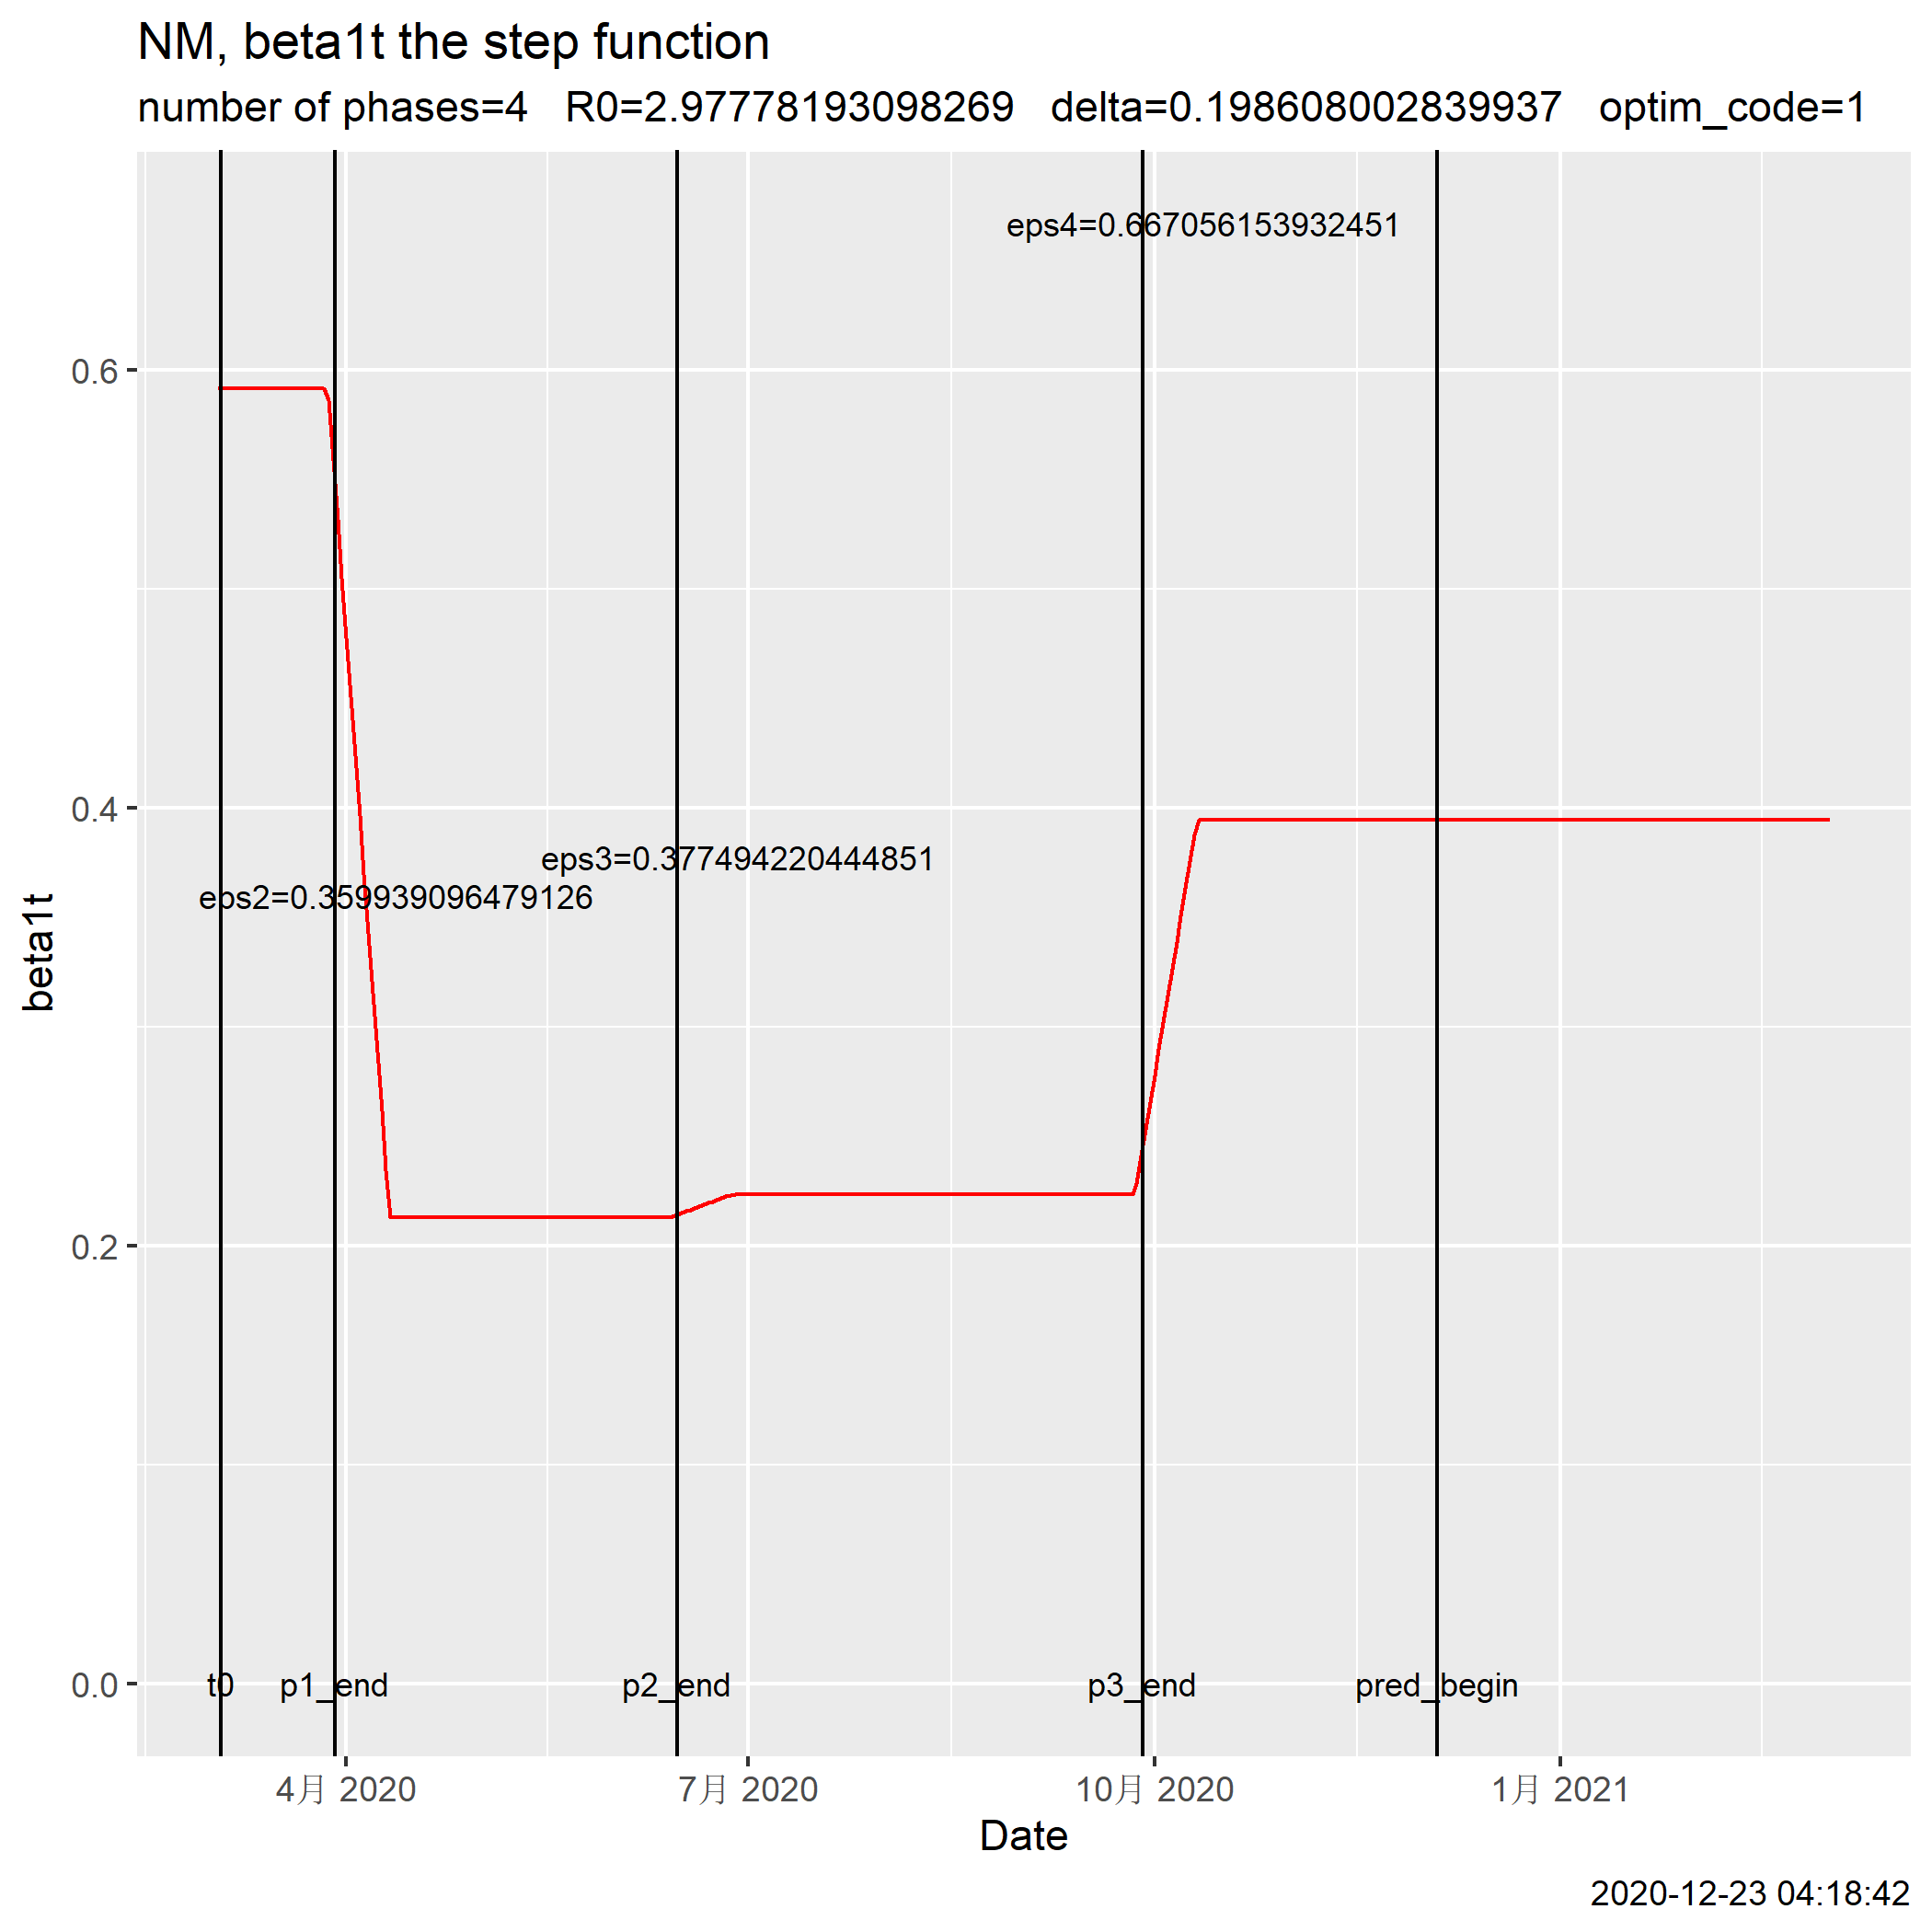 NM, beta1t the step function
number of phases=4 R0=2.97778193098269 delta=0.198608002839937 optim_code=1
eps4=0.667056153932451
0.6
0.4
eps3=0.377494220444851
eps2=0.359939096479126
beta1t
0.2
0.0
t0 p1_end p2_end p3_end pred_begin
4月 2020 7月 2020 10月 2020 1月 2021
Date
2020-12-23 04:18:42